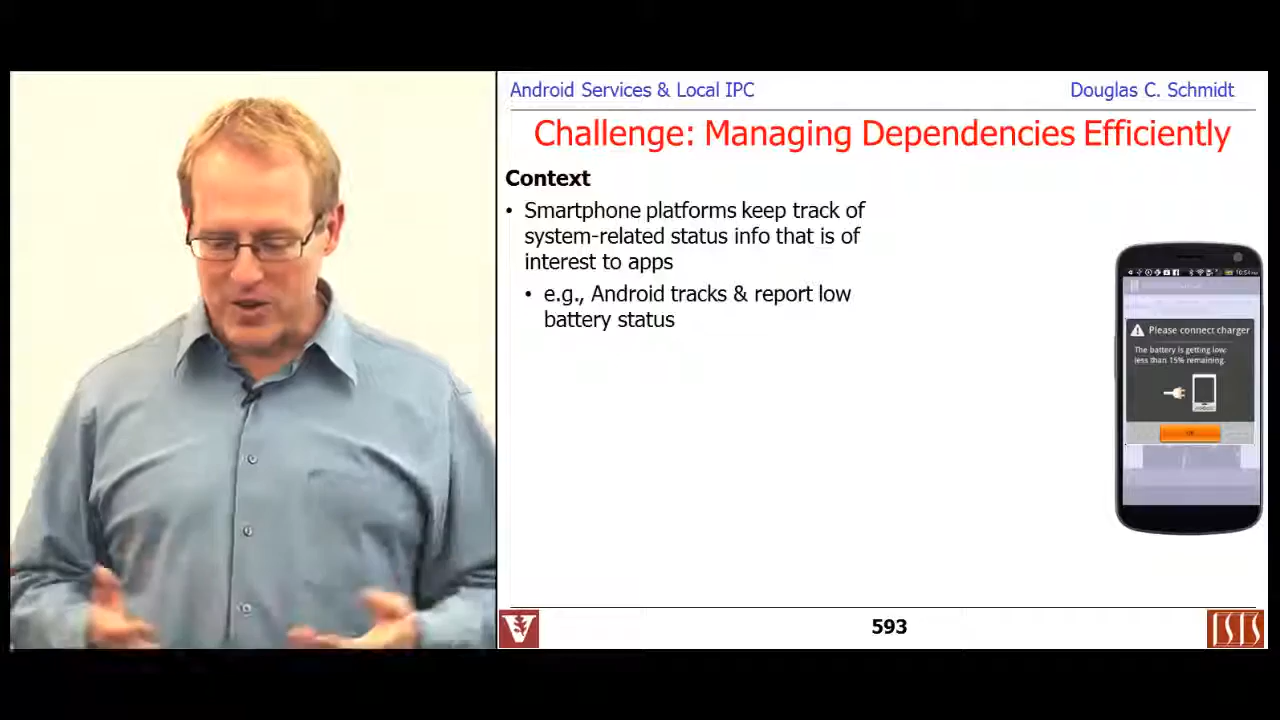 Android Services & Local IPC
Douglas C. Schmidt
Challenge: Managing Dependencies Efficiently
Context
• Smartphone platforms keep track of
system-related status info that is of
interest to apps
• e.g., Android tracks & report low
battery status
Please connect charger
The battery is getting low:
less than 15% remaining.
OK
593
V
ISIS